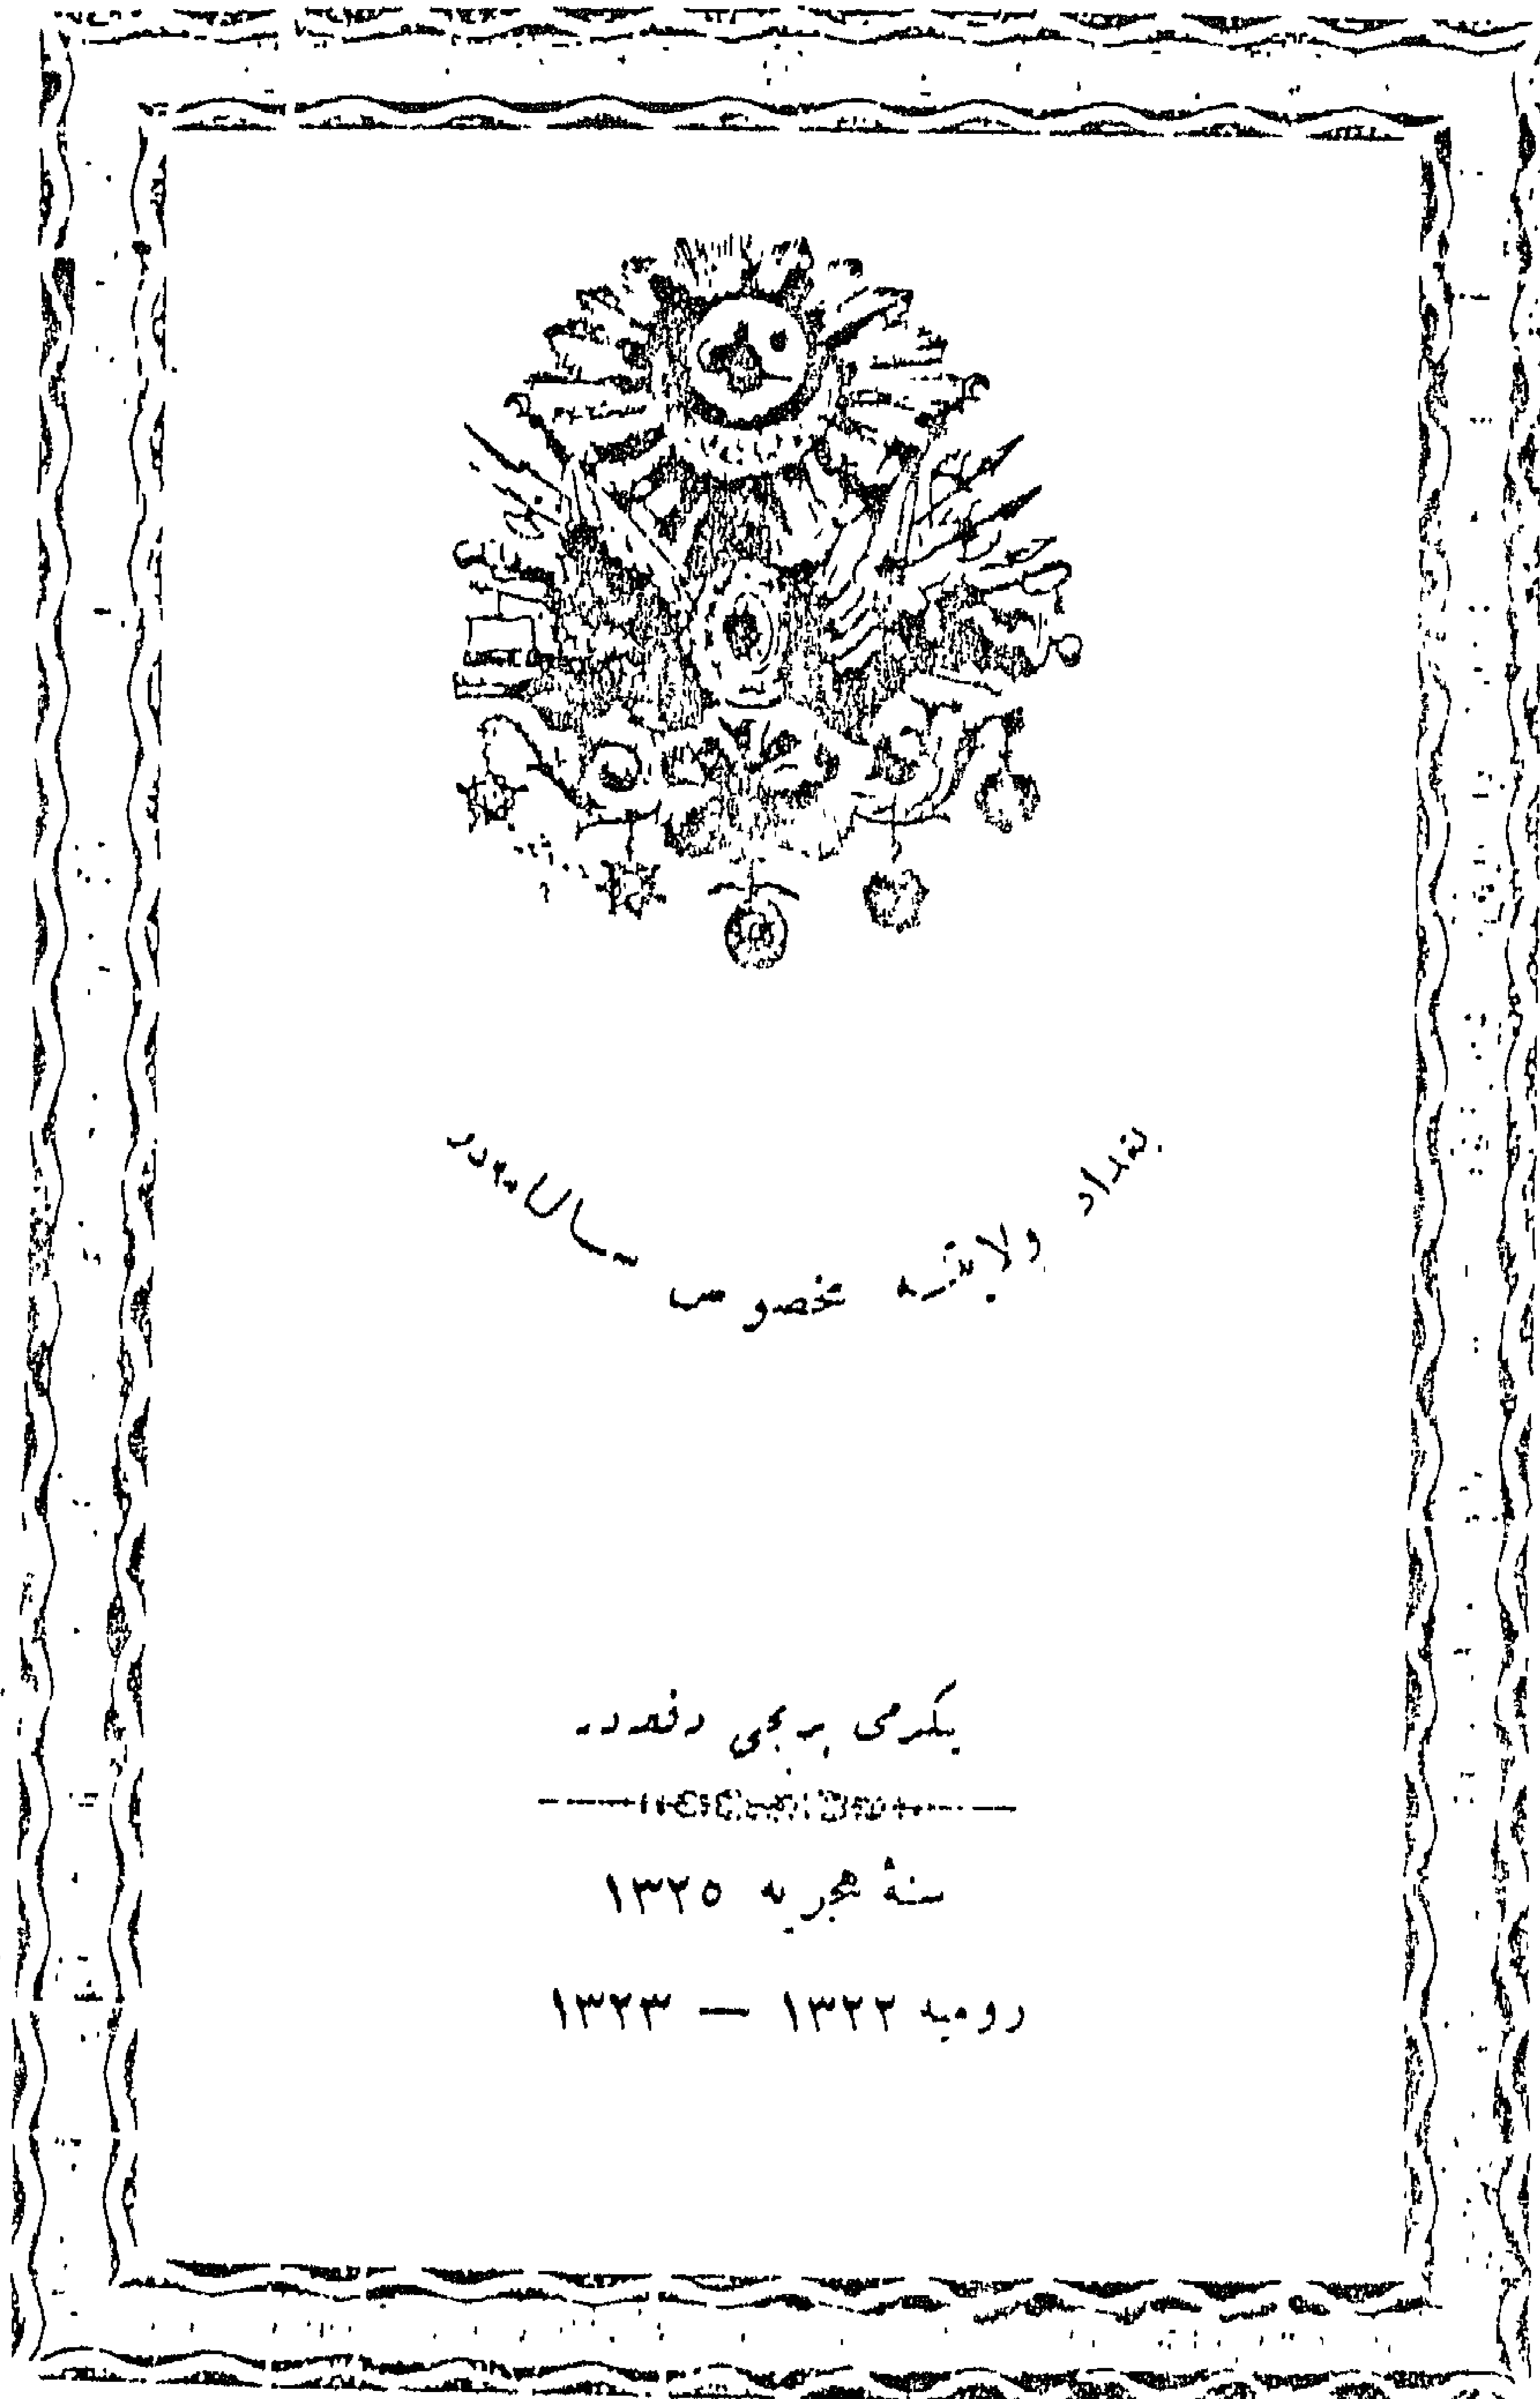 بغداد ولايتنه مخصوص سالنامه در
يكرمى برنجى دفعه در
سنۀ هجريه ١٣٢٥
روميه ١٣٢٢ — ١٣٢٣